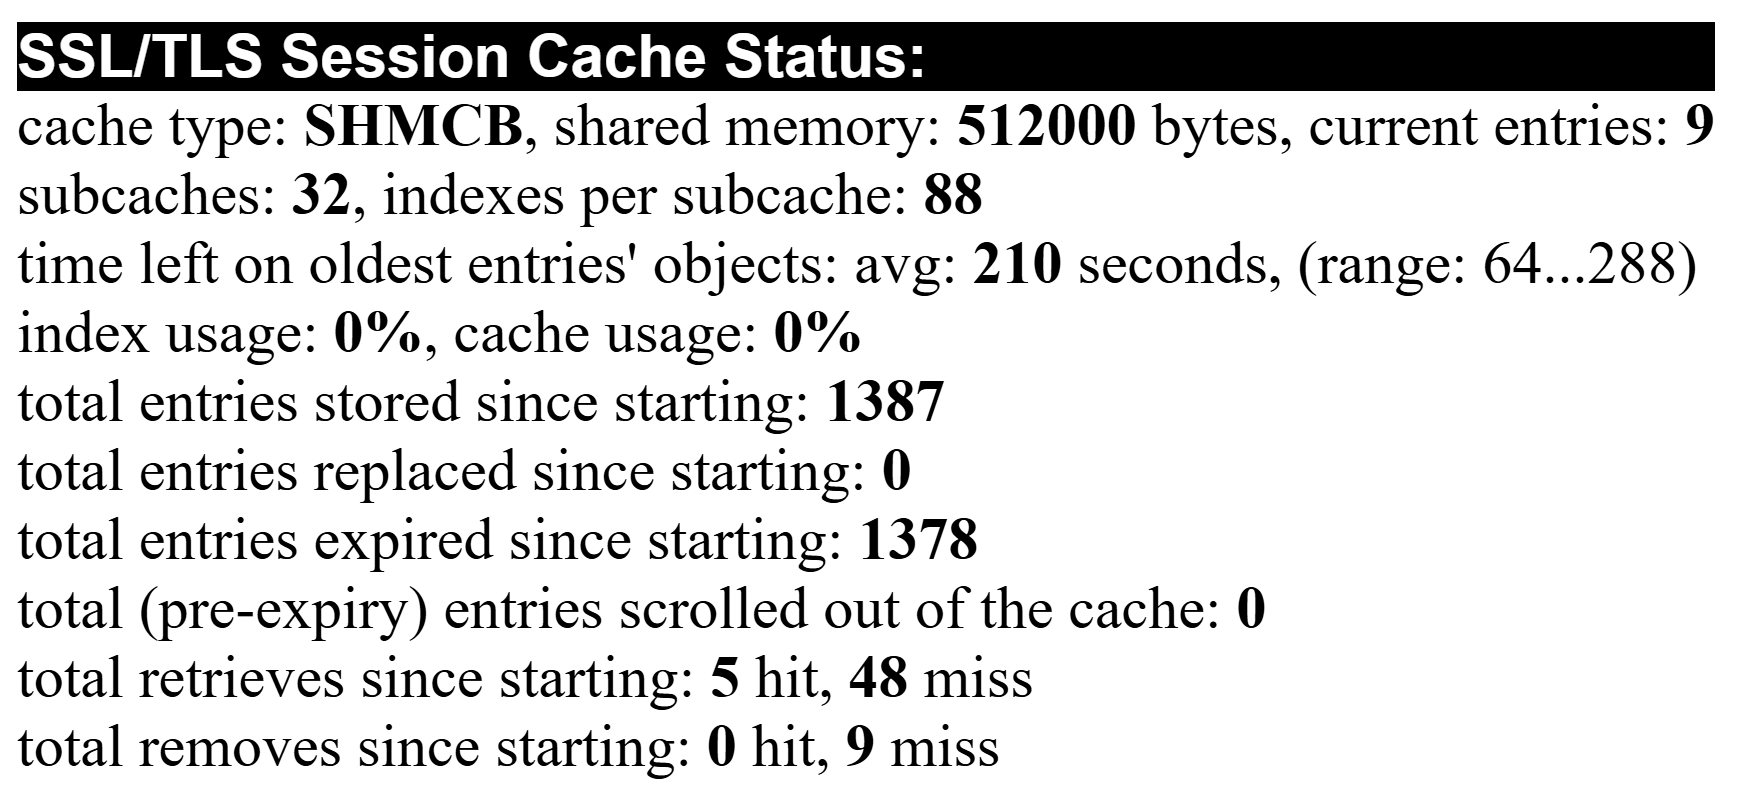 SSL/TLS Session Cache Status:
cache type: SHMCB, shared memory: 512000 bytes, current entries: 9
subcaches: 32, indexes per subcache: 88
time left on oldest entries' objects: avg: 210 seconds, (range: 64...288)
index usage: 0%, cache usage: 0%
total entries stored since starting: 1387
total entries replaced since starting: 0
total entries expired since starting: 1378
total (pre-expiry) entries scrolled out of the cache: 0
total retrieves since starting: 5 hit, 48 miss
total removes since starting: 0 hit, 9 miss